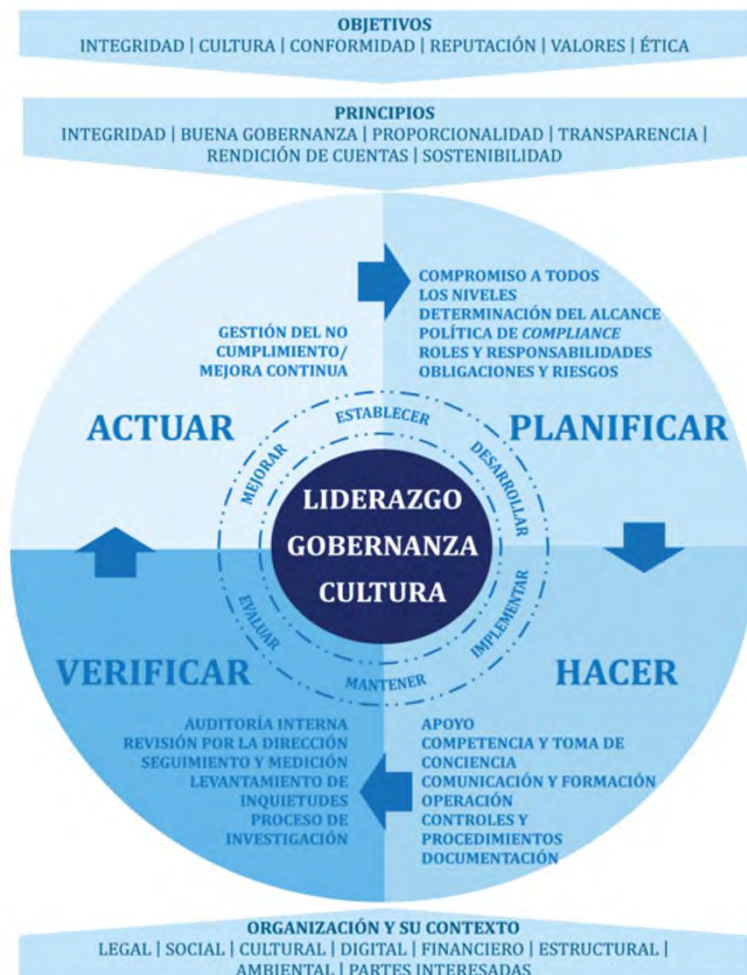 OBJETIVOS
INTEGRIDAD | CULTURA | CONFORMIDAD | REPUTACIÓN | VALORES | ÉTICA
PRINCIPIOS
INTEGRIDAD | BUENA GOBERNANZA | PROPORCIONALIDAD | TRANSPARENCIA |
RENDICIÓN DE CUENTAS | SOSTENIBILIDAD
GESTIÓN DEL NO
CUMPLIMIENTO/
MEJORA CONTINUA
ACTUAR
COMPROMISO A TODOS
LOS NIVELES
DETERMINACIÓN DEL ALCANCE
POLÍTICA DE COMPLIANCE
ROLES Y RESPONSABILIDADES
OBLIGACIONES Y RIESGOS
PLANIFICAR
ESTABLECER
DESARROLLAR
IMPLEMENTAR
MANTENER
EVALUAR
MEJORAR
LIDERAZGO
GOBERNANZA
CULTURA
VERIFICAR
AUDITORÍA INTERNA
REVISIÓN POR LA DIRECCIÓN
SEGUIMIENTO Y MEDICIÓN
LEVANTAMIENTO DE
INQUIETUDES
PROCESO DE
INVESTIGACIÓN
HACER
APOYO
COMPETENCIA Y TOMA DE
CONCIENCIA
COMUNICACIÓN Y FORMACIÓN
OPERACIÓN
CONTROLES Y
PROCEDIMIENTOS
DOCUMENTACIÓN
ORGANIZACIÓN Y SU CONTEXTO
LEGAL | SOCIAL | CULTURAL | DIGITAL | FINANCIERO | ESTRUCTURAL |
AMBIENTAL | PARTES INTERESADAS